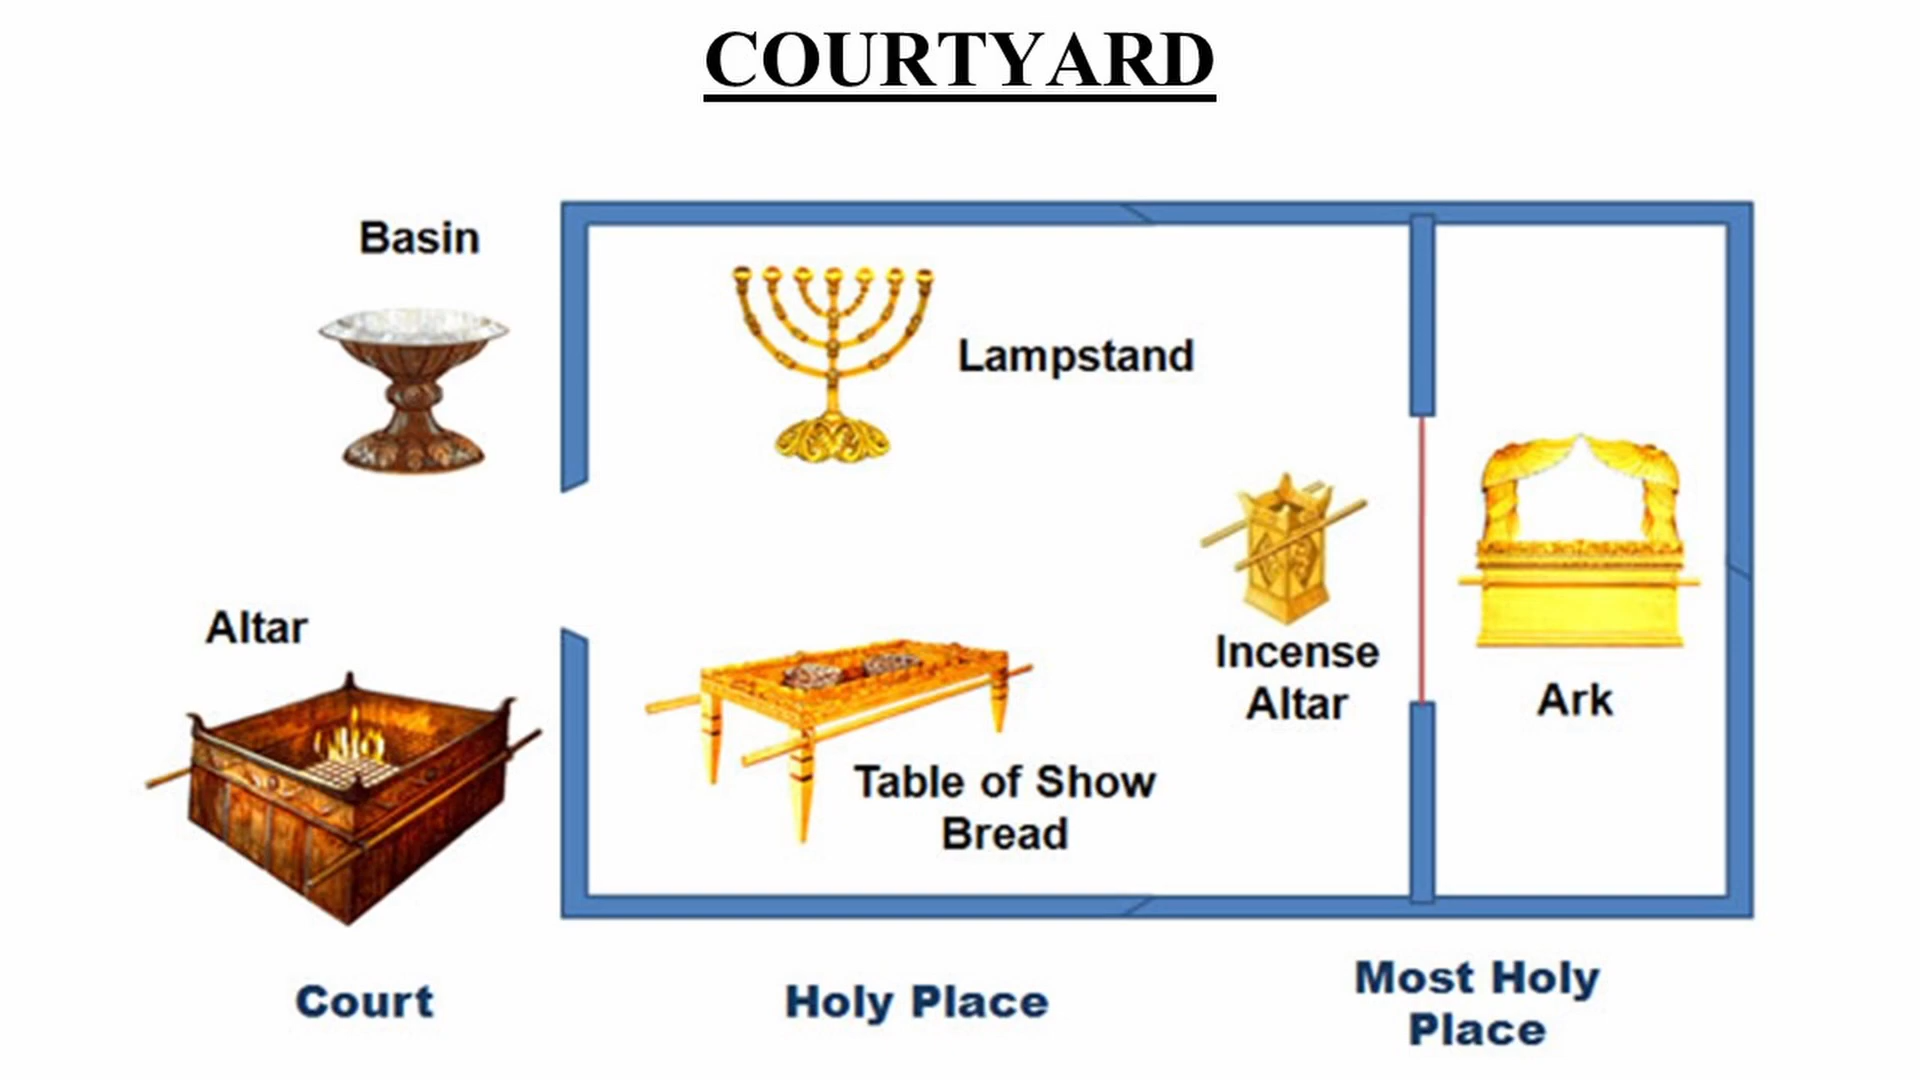 COURTYARD
Basin
Lampstand
Altar
Incense
Altar
Ark
Table of Show
Bread
Court
Holy Place
Most Holy
Place